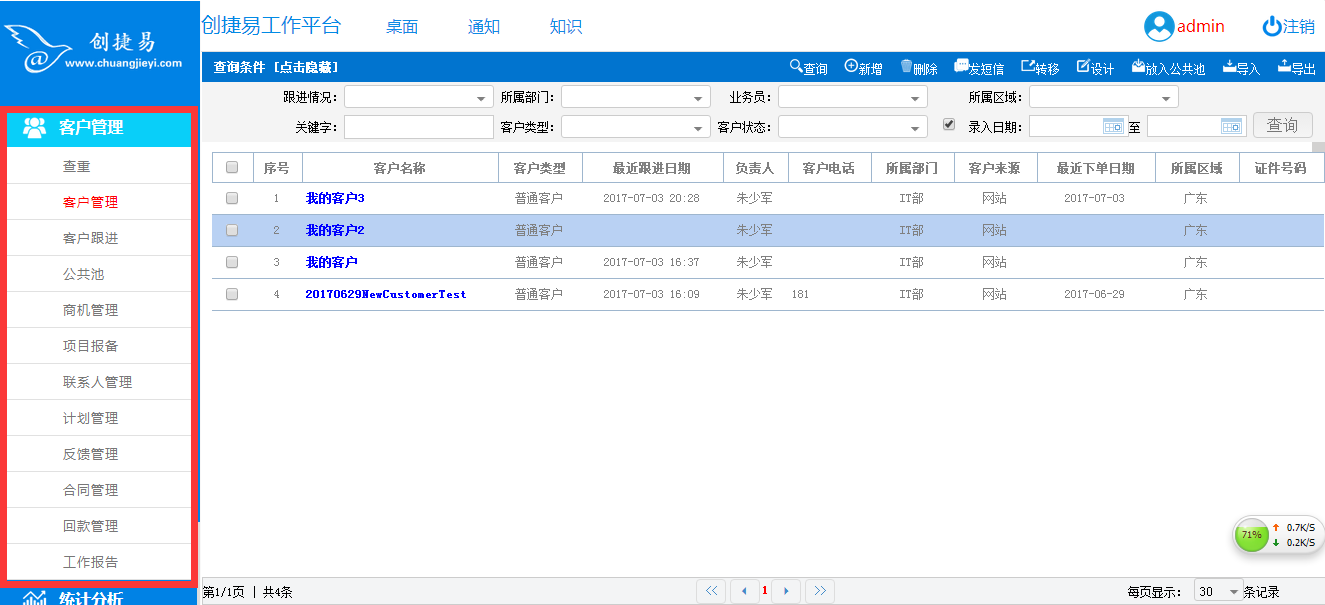 创捷易
www.chuangjieyi.com
创捷易工作平台 桌面 通知 知识 admin 注销
查询条件【点击隐藏】 查询 新增 删除 发短信 转移 设计 放入公共池 导入 导出
跟进情况： 所属部门： 业务员： 所属区域：
关键字： 客户类型： 客户状态： 录入日期： 至 查询
客户管理
查重
客户管理
客户跟进
公共池
商机管理
项目报备
联系人管理
计划管理
反馈管理
合同管理
回款管理
工作报告
统计分析
序号 客户名称 客户类型 最近跟进日期 负责人 客户电话 所属部门 客户来源 最近下单日期 所属区域 证件号码
1 我的客户3 普通客户 2017-07-03 20:28 朱少军 IT部 网站 2017-07-03 广东
2 我的客户2 普通客户 朱少军 IT部 网站 广东
3 我的客户 普通客户 2017-07-03 16:37 朱少军 IT部 网站 广东
4 20170629NewCustomerTest 普通客户 2017-07-03 16:09 朱少军 181 IT部 网站 2017-06-29 广东
71% 0.7K/S
0.2K/S
第1/1页 | 共4条 1 每页显示： 30 条记录